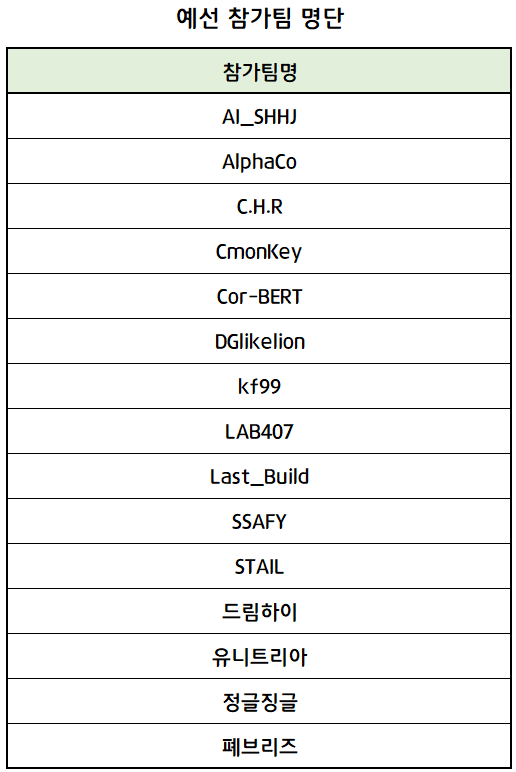 예선 참가팀 명단
참가팀명
AI_SHHJ
AlphaCo
C.H.R
CmonKey
Cor-BERT
DGlikelion
kf99
LAB407
Last_Build
SSAFY
STAIL
드림하이
유니트리아
정글징글
폐브리즈